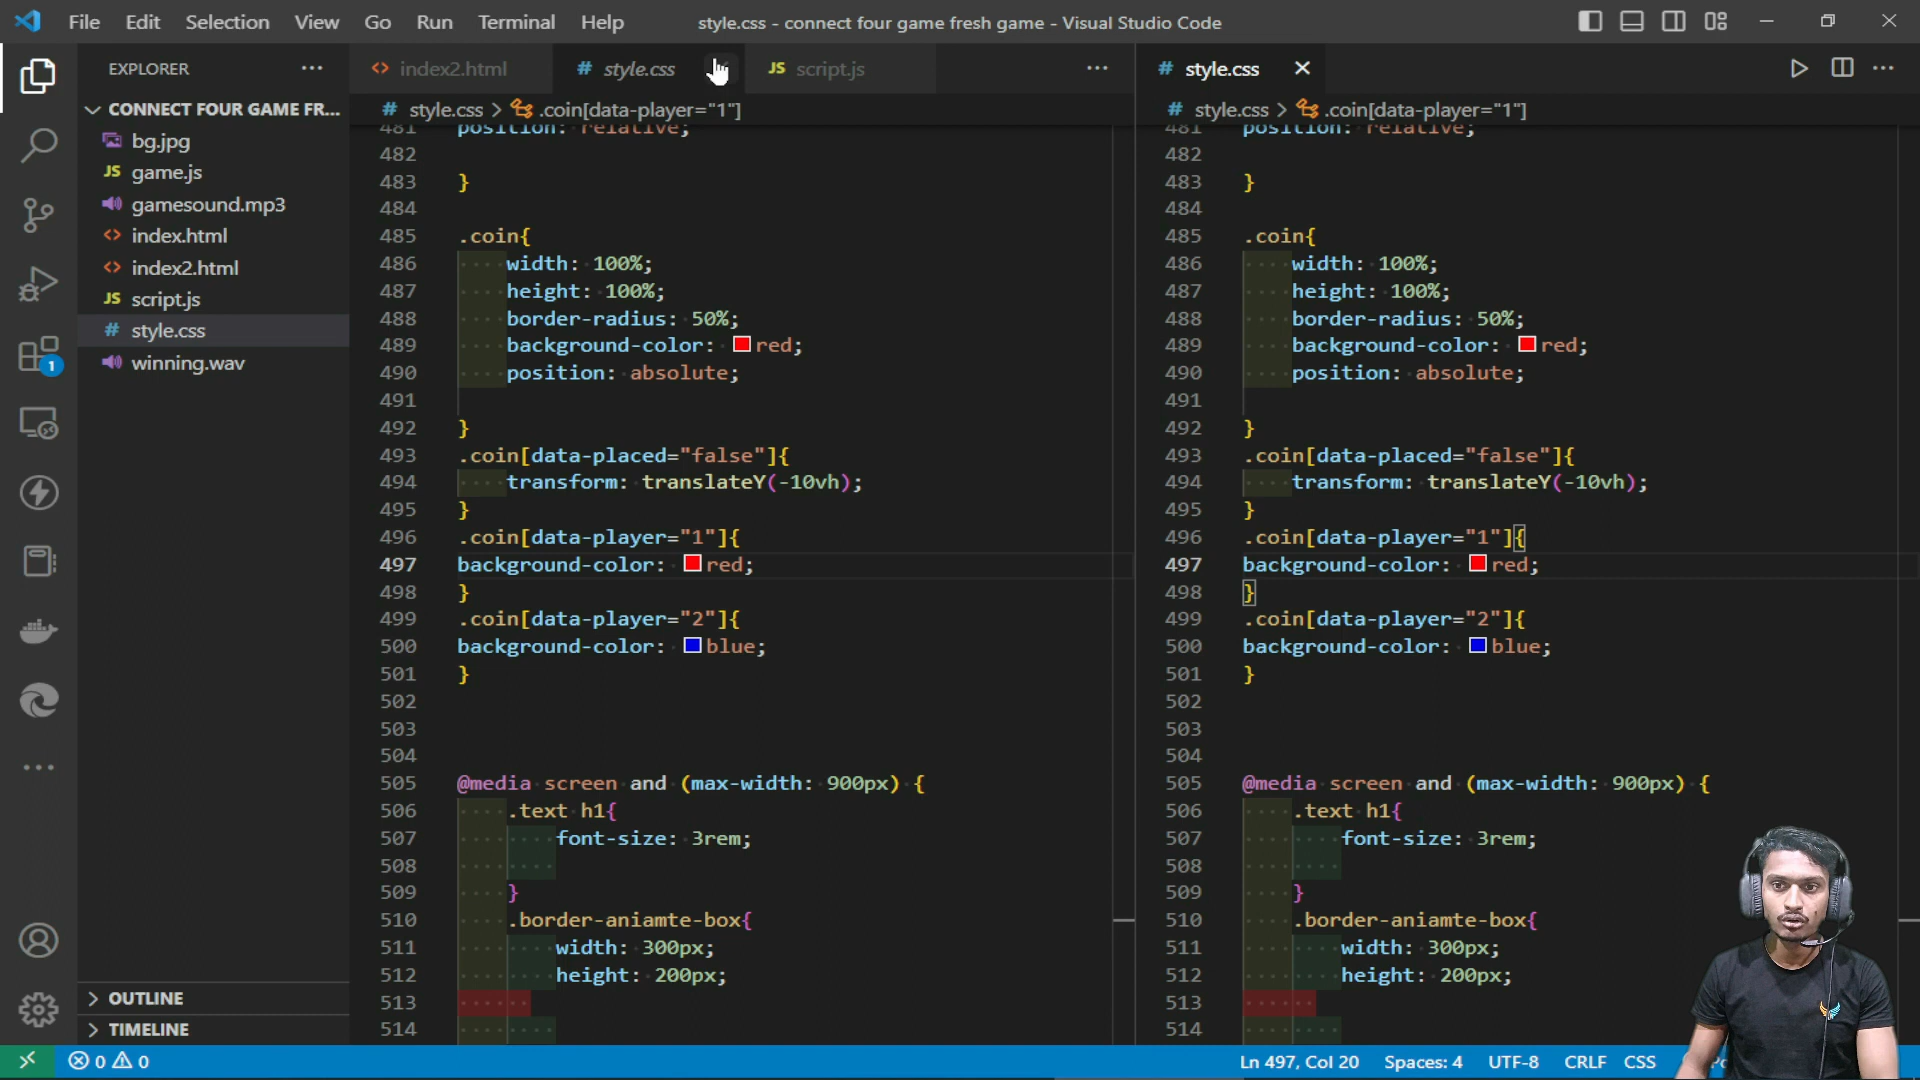 File Edit Selection View Go Run Terminal Help style.css - connect four game fresh game - Visual Studio Code
EXPLORER
CONNECT FOUR GAME FR...
bg.jpg
JS game.js
gamesound.mp3
<> index.html
<> index2.html
JS script.js
# style.css
winning.wav
1
OUTLINE
TIMELINE
<> index2.html # style.css JS script.js
# style.css > .coin[data-player="1"]
481 position: relative;
482
483 }
484
485 .coin{
486 width: 100%;
487 height: 100%;
488 border-radius: 50%;
489 background-color: red;
490 position: absolute;
491
492 }
493 .coin[data-placed="false"]{
494 transform: translateY(-10vh);
495 }
496 .coin[data-player="1"]{
497 background-color: red;
498 }
499 .coin[data-player="2"]{
500 background-color: blue;
501 }
502
503
504
505 @media screen and (max-width: 900px) {
506 .text h1{
507 font-size: 3rem;
508
509 }
510 .border-aniamte-box{
511 width: 300px;
512 height: 200px;
513
514
# style.css
# style.css > .coin[data-player="1"]
481 position: relative;
482
483 }
484
485 .coin{
486 width: 100%;
487 height: 100%;
488 border-radius: 50%;
489 background-color: red;
490 position: absolute;
491
492 }
493 .coin[data-placed="false"]{
494 transform: translateY(-10vh);
495 }
496 .coin[data-player="1"]{
497 background-color: red;
498 }
499 .coin[data-player="2"]{
500 background-color: blue;
501 }
502
503
504
505 @media screen and (max-width: 900px) {
506 .text h1{
507 font-size: 3rem;
508
509 }
510 .border-aniamte-box{
511 width: 300px;
512 height: 200px;
513
514
0 0 Ln 497, Col 20 Spaces: 4 UTF-8 CRLF CSS